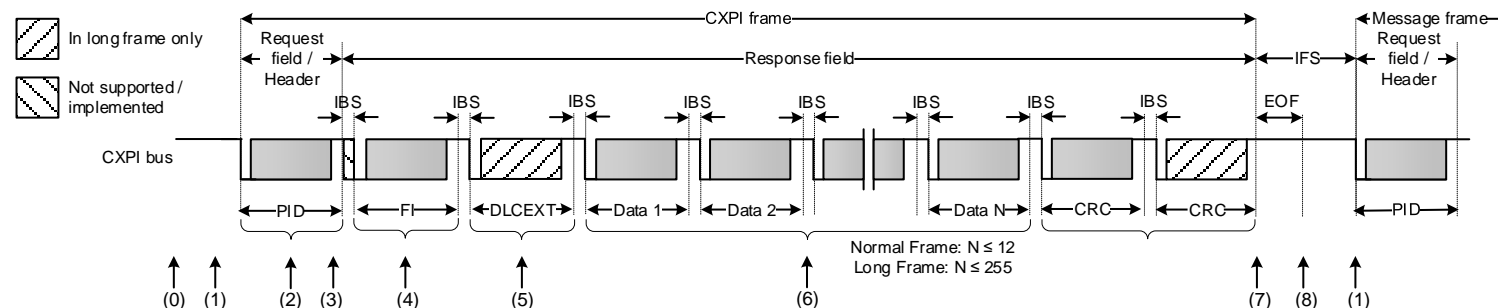 CXPI frame
Message frame
In long frame only
Request
field /
Header
Response field
IFS
Request
field /
Header
Not supported /
implemented
IBS
IBS
IBS
IBS
IBS
IBS
IBS
IBS
EOF
CXPI bus
PID
FI
DLCEXT
Data 1
Data 2
Data N
CRC
CRC
PID
Normal Frame: N ≤ 12
Long Frame: N ≤ 255
(0)
(1)
(2)
(3)
(4)
(5)
(6)
(7)
(8)
(1)